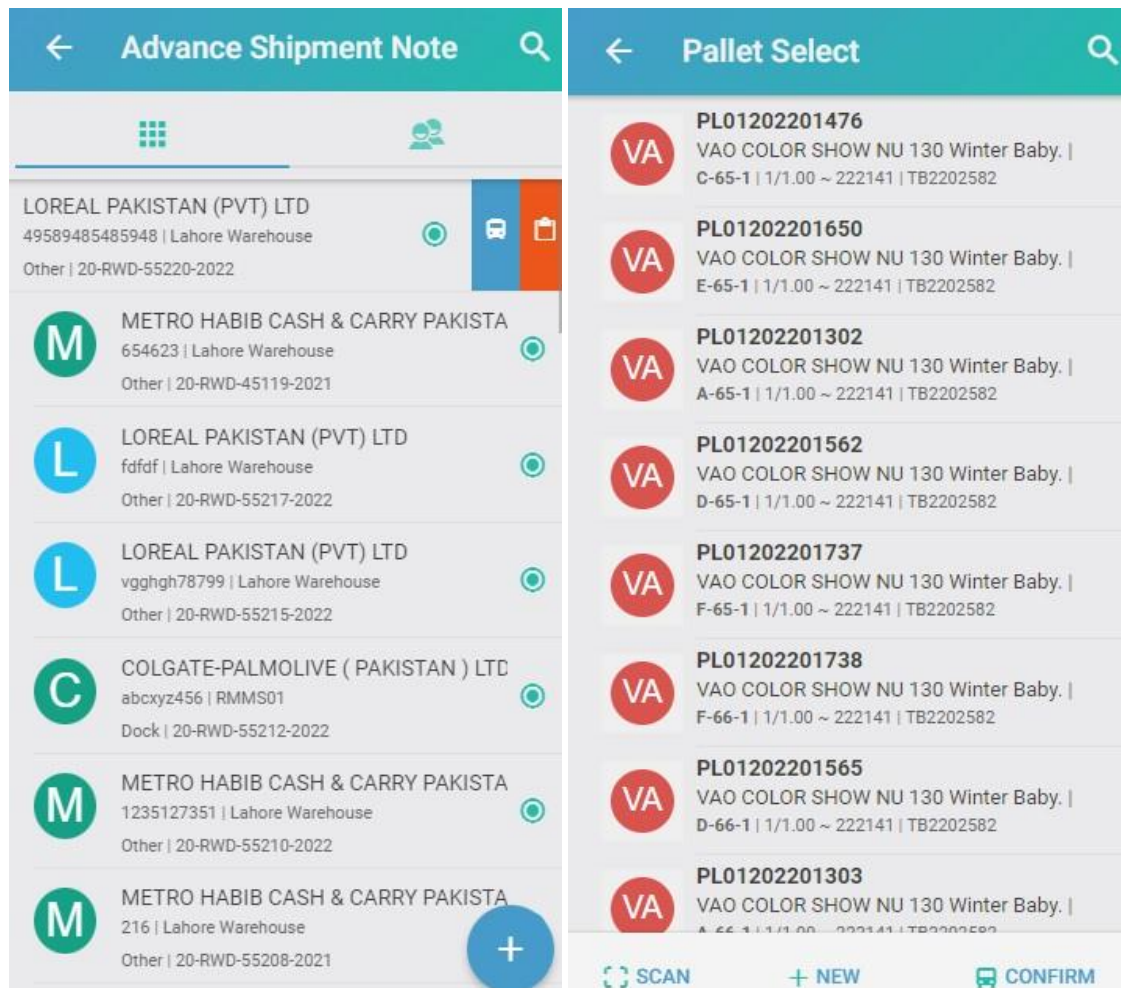 Advance Shipment Note
LOREAL PAKISTAN (PVT) LTD
49589485485948 | Lahore Warehouse
Other | 20-RWD-55220-2022
M
METRO HABIB CASH & CARRY PAKISTA
654623 | Lahore Warehouse
Other | 20-RWD-45119-2021
L
LOREAL PAKISTAN (PVT) LTD
fdfdf | Lahore Warehouse
Other | 20-RWD-55217-2022
L
LOREAL PAKISTAN (PVT) LTD
vgghgh78799 | Lahore Warehouse
Other | 20-RWD-55215-2022
C
COLGATE-PALMOLIVE ( PAKISTAN ) LTD
abcxyz456 | RMMS01
Dock | 20-RWD-55212-2022
M
METRO HABIB CASH & CARRY PAKISTA
1235127351 | Lahore Warehouse
Other | 20-RWD-55210-2022
M
METRO HABIB CASH & CARRY PAKISTA
216 | Lahore Warehouse
Other | 20-RWD-55208-2021
+
Pallet Select
VA
PL01202201476
VAO COLOR SHOW NU 130 Winter Baby. |
C-65-1 | 1/1.00 ~ 222141 | TB2202582
VA
PL01202201650
VAO COLOR SHOW NU 130 Winter Baby. |
E-65-1 | 1/1.00 ~ 222141 | TB2202582
VA
PL01202201302
VAO COLOR SHOW NU 130 Winter Baby. |
A-65-1 | 1/1.00 ~ 222141 | TB2202582
VA
PL01202201562
VAO COLOR SHOW NU 130 Winter Baby. |
D-65-1 | 1/1.00 ~ 222141 | TB2202582
VA
PL01202201737
VAO COLOR SHOW NU 130 Winter Baby. |
F-65-1 | 1/1.00 ~ 222141 | TB2202582
VA
PL01202201738
VAO COLOR SHOW NU 130 Winter Baby. |
F-66-1 | 1/1.00 ~ 222141 | TB2202582
VA
PL01202201565
VAO COLOR SHOW NU 130 Winter Baby. |
D-66-1 | 1/1.00 ~ 222141 | TB2202582
VA
PL01202201303
VAO COLOR SHOW NU 130 Winter Baby. |
A-66-1 | 1/1.00 ~ 222141 | TB2202582
SCAN
+ NEW
CONFIRM